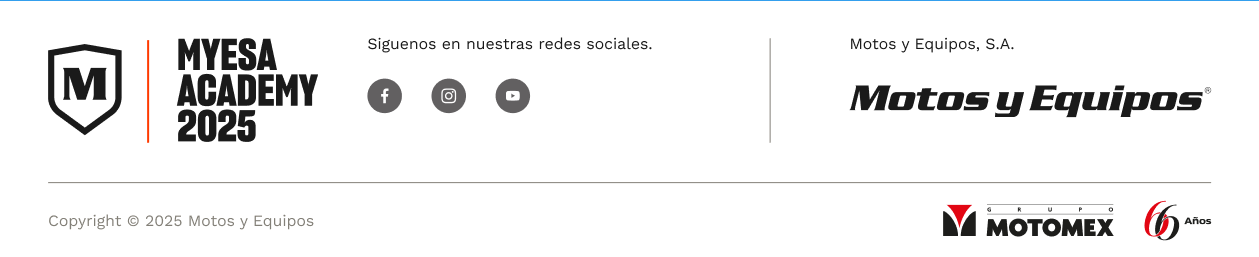 M
MYESA
ACADEMY
2025
Siguenos en nuestras redes sociales.
Motos y Equipos, S.A.
Motos y Equipos®
Copyright © 2025 Motos y Equipos
GRUPO
MOTOMEX
66 Años